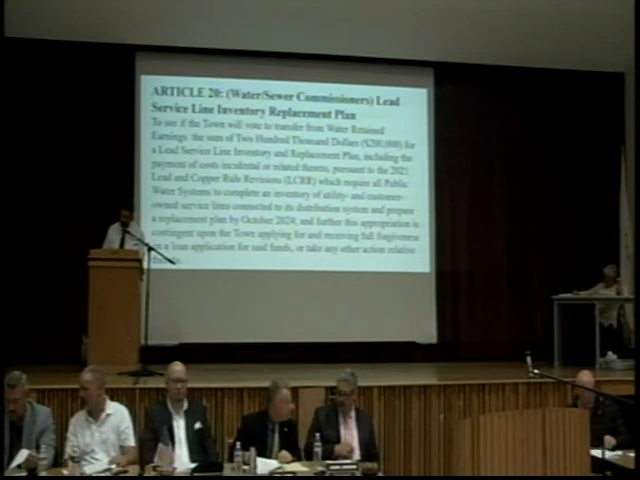 ARTICLE 20: (Water/Sewer Commissioners) Lead
Service Line Inventory Replacement Plan
To see if the Town will vote to transfer from Water Retained
Earnings the sum of Two Hundred Thousand Dollars ($200,000) for
a Lead Service Line Inventory and Replacement Plan, including the
payment of costs incidental or related thereto, pursuant to the 2021
Lead and Copper Rule Revisions (LCRR) which require all Public
Water Systems to complete an inventory of utility- and customer-
owned service lines connected to its distribution system and prepare
a replacement plan by October 2024, and further this appropriation is
contingent upon the Town applying for and receiving full forgiveness
on a loan application for said funds, or take any other action relative